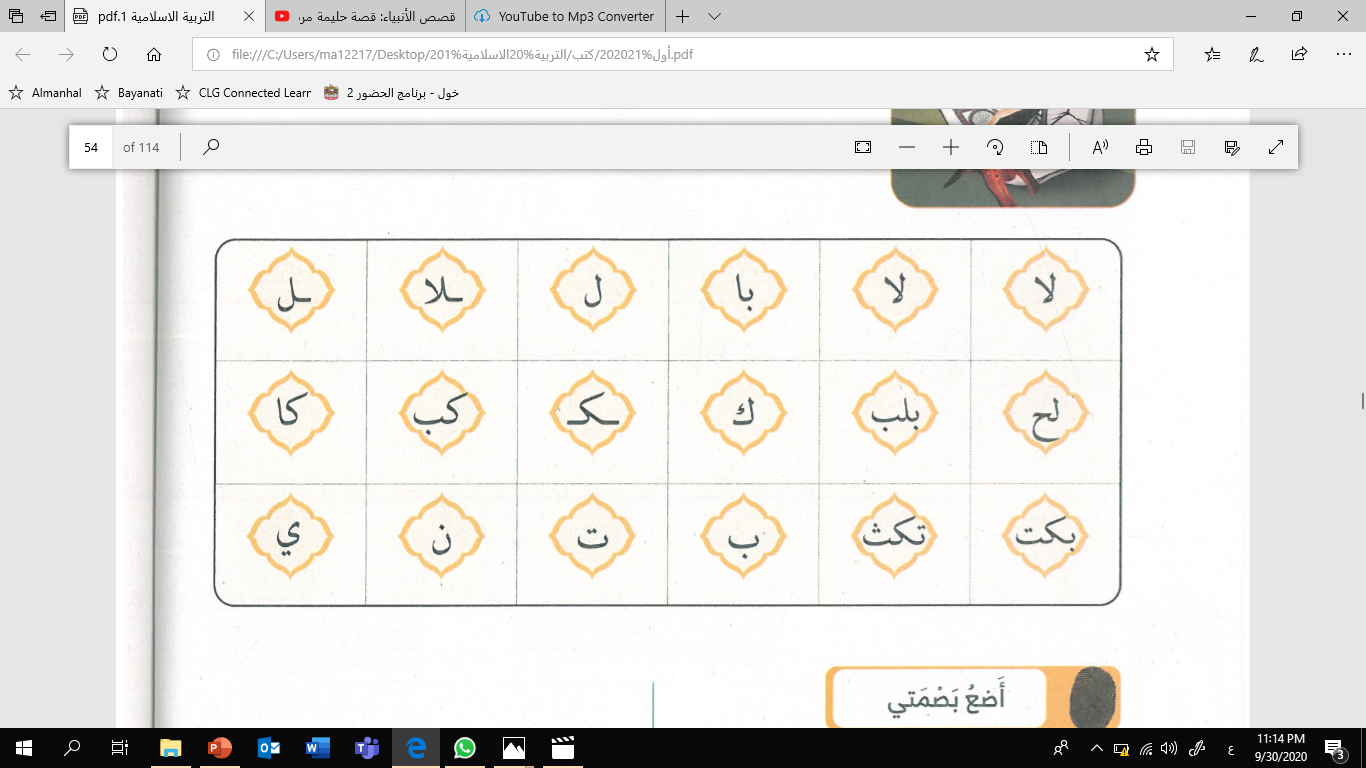 التربية الاسلامية 1.pdf
قصص الأنبياء: قصة حليمة مر
YouTube to Mp3 Converter
file:///C:/Users/ma12217/Desktop/201%التربية%20الاسلامية/كتب/202021%أول.pdf
Almanhal
Bayanati
CLG Connected Learr
خول - برنامج الحضور 2
54 of 114
لا لا با ل ـلا ـل
لح بلب ك ـكـ كب كا
بكت تكث ب ت ن ي
أَضعُ بَصْمَتي
ع
11:14 PM
9/30/2020
3